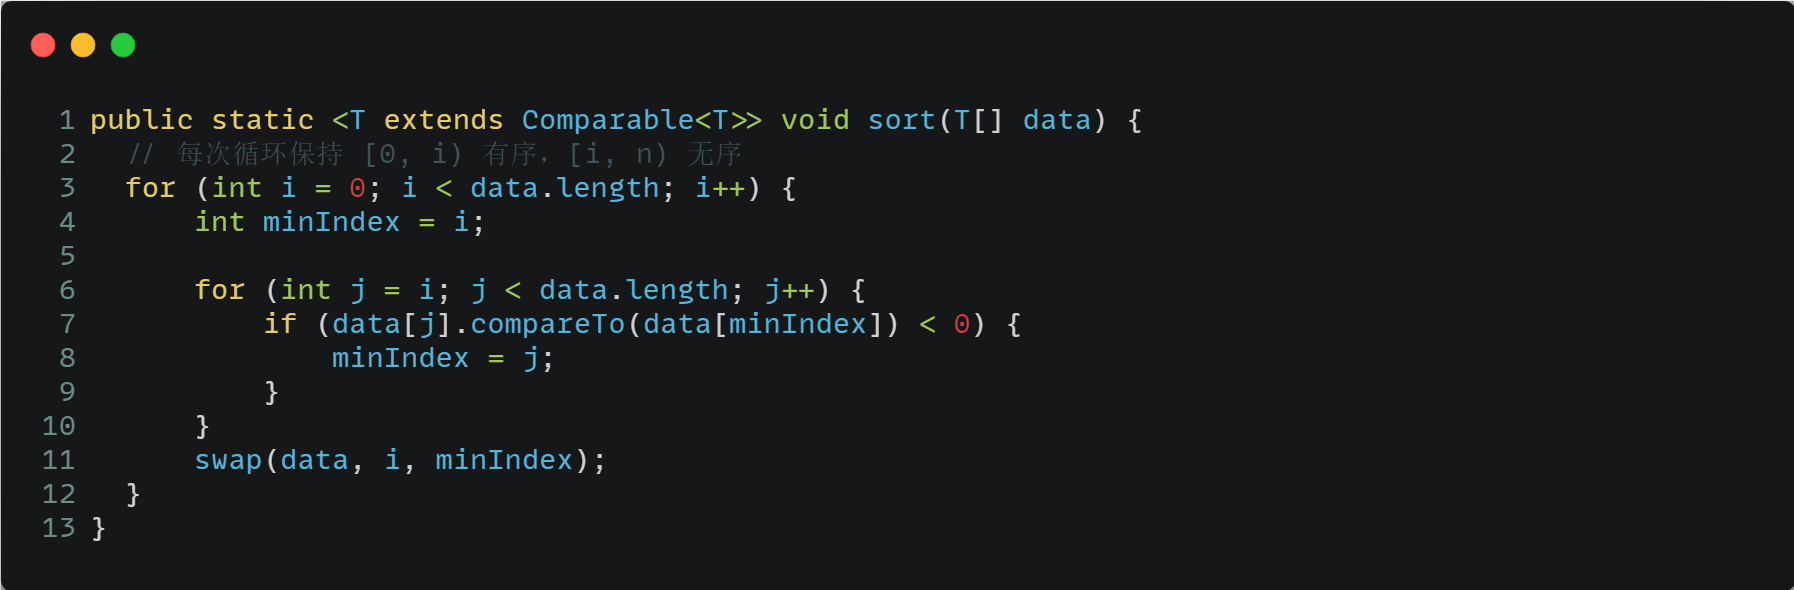 1 public static <T extends Comparable<T>> void sort(T[] data) {
2   // 每次循环保持 [0, i) 有序，[i, n) 无序
3   for (int i = 0; i < data.length; i++) {
4       int minIndex = i;
5
6       for (int j = i; j < data.length; j++) {
7           if (data[j].compareTo(data[minIndex]) < 0) {
8               minIndex = j;
9           }
10       }
11       swap(data, i, minIndex);
12   }
13 }